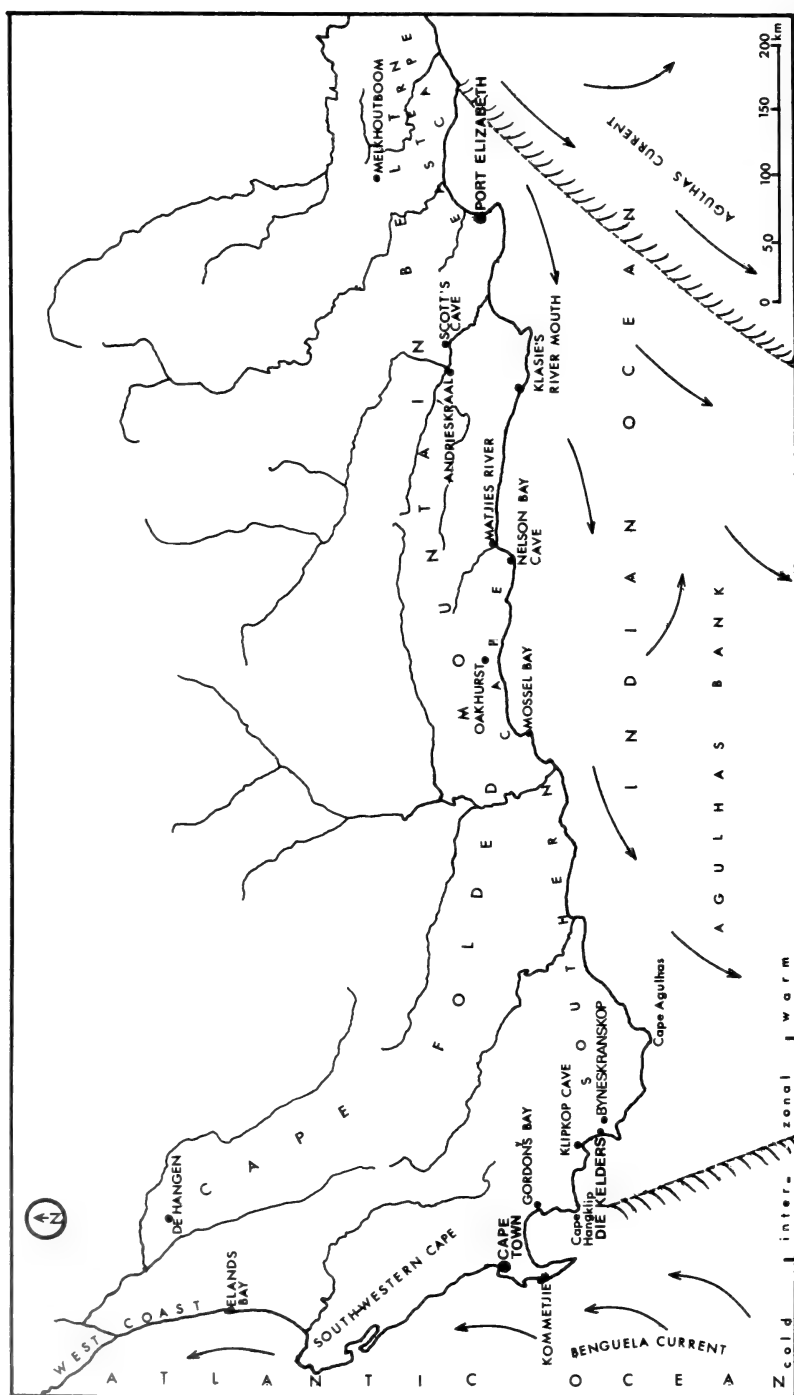 N
WEST COAST
ELANDS
BAY
DE HANGEN
SOUTHWESTERN CAPE
CAPE
TOWN
KOMMETJIE
GORDON'S BAY
Cape
Hangklip
KLIPKOP CAVE
DIE KELDERS
BYNESKRANSKOP
Cape Agulhas
CAPE FOLDED MOUNTAIN BELT
SOUTHERN CAPE
MOSSEL BAY
OAKHURST
MATJIES RIVER
NELSON BAY
CAVE
ANDRIESKRAAL
SCOTT'S
CAVE
KLASIE'S
RIVER MOUTH
PORT ELIZABETH
MELKHOUTBOOM
EASTERN
CAPE
ATLANTIC OCEAN
BENGUELA CURRENT
INDIAN OCEAN
AGULHAS BANK
AGULHAS CURRENT
cold inter-zonal warm
0 50 100 150 200
km